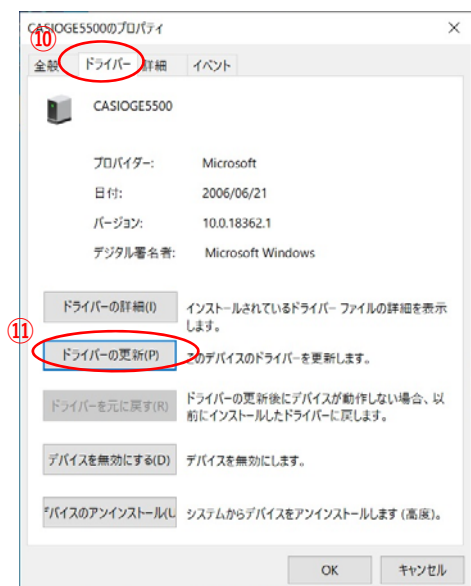 CASIOGE5500のプロパティ
×
⑩
全般 ドライバー 詳細 イベント
CASIOGE5500
プロバイダー: Microsoft
日付: 2006/06/21
バージョン: 10.0.18362.1
デジタル署名者: Microsoft Windows
ドライバーの詳細(I) インストールされているドライバー ファイルの詳細を表示
します。
⑪
ドライバーの更新(P) このデバイスのドライバーを更新します。
ドライバーを元に戻す(R) ドライバーの更新後にデバイスが動作しない場合、以
前にインストールしたドライバーに戻します。
デバイスを無効にする(D) デバイスを無効にします。
デバイスのアンインストール(U システムからデバイスをアンインストールします (高度)。
OK キャンセル